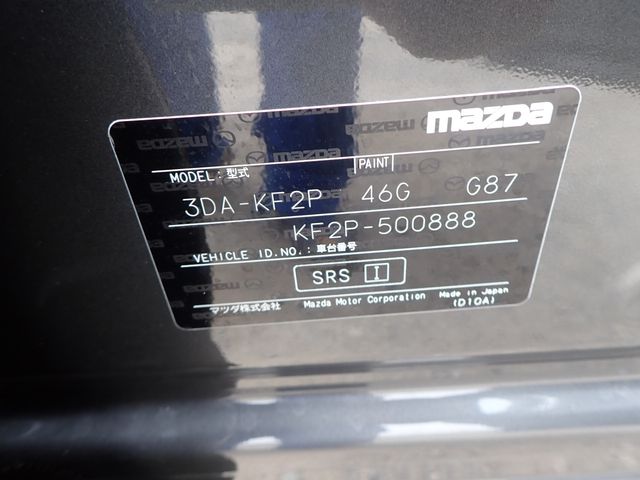 mazda
MODEL: 型式 PAINT
3DA-KF2P 46G G87
KF2P-500888
VEHICLE ID.NO.: 車台番号
SRS I
マツダ株式会社 Mazda Motor Corporation Made in Japan
(D10A)